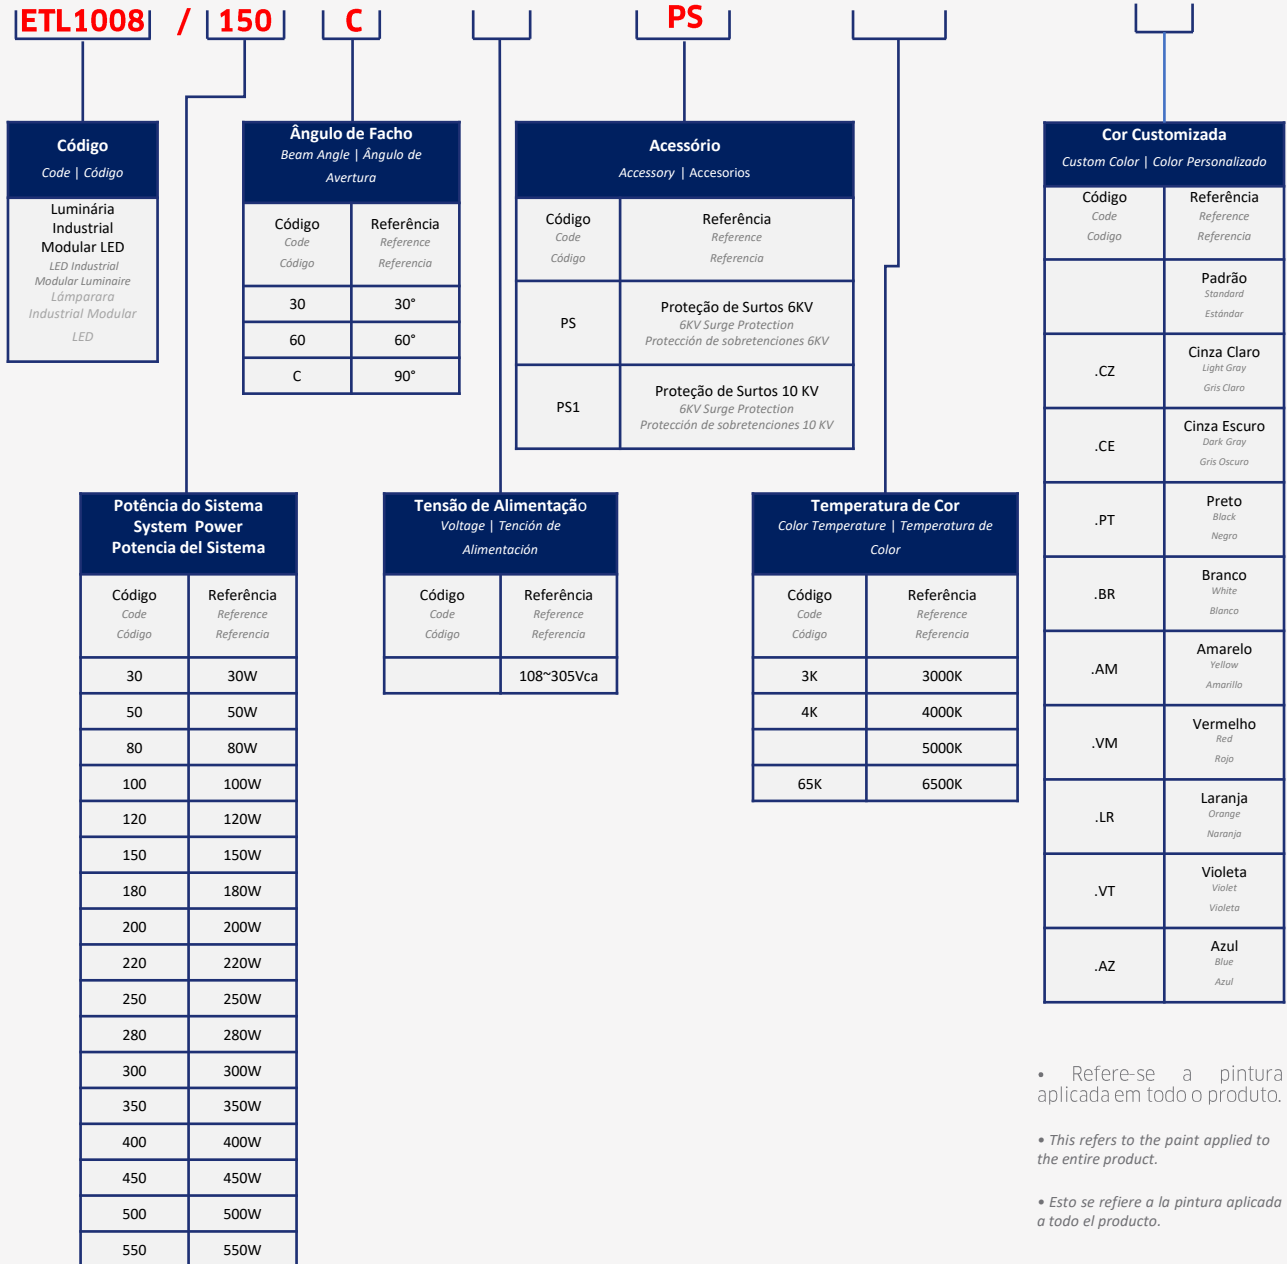 ETL1008 / 150 C PS
Código
Code | Código
Luminária
Industrial
Modular LED
LED Industrial
Modular Luminaire
Lámparara
Industrial Modular
LED
Ângulo de Facho
Beam Angle | Ângulo de
Avertura
Código Referência
Code Reference
Código Referencia
30 30°
60 60°
C 90°
Acessório
Accessory | Accesorios
Código Referência
Code Reference
Código Referencia
PS Proteção de Surtos 6KV
6KV Surge Protection
Protección de sobretenciones 6KV
PS1 Proteção de Surtos 10 KV
6KV Surge Protection
Protección de sobretenciones 10 KV
Cor Customizada
Custom Color | Color Personalizado
Código Referência
Code Reference
Codigo Referencia
Padrão
Standard
Estándar
.CZ Cinza Claro
Light Gray
Gris Claro
.CE Cinza Escuro
Dark Gray
Gris Oscuro
.PT Preto
Black
Negro
.BR Branco
White
Blanco
.AM Amarelo
Yellow
Amarillo
.VM Vermelho
Red
Rojo
.LR Laranja
Orange
Naranja
.VT Violeta
Violet
Violeta
.AZ Azul
Blue
Azul
Potência do Sistema
System Power
Potencia del Sistema
Código Referência
Code Reference
Código Referencia
30 30W
50 50W
80 80W
100 100W
120 120W
150 150W
180 180W
200 200W
220 220W
250 250W
280 280W
300 300W
350 350W
400 400W
450 450W
500 500W
550 550W
Tensão de Alimentação
Voltage | Tención de
Alimentación
Código Referência
Code Reference
Código Referencia
108~305Vca
Temperatura de Cor
Color Temperature | Temperatura de
Color
Código Referência
Code Reference
Código Referencia
3K 3000K
4K 4000K
5000K
65K 6500K
• Refere-se a pintura
aplicada em todo o produto.
• This refers to the paint applied to
the entire product.
• Esto se refiere a la pintura aplicada
a todo el producto.